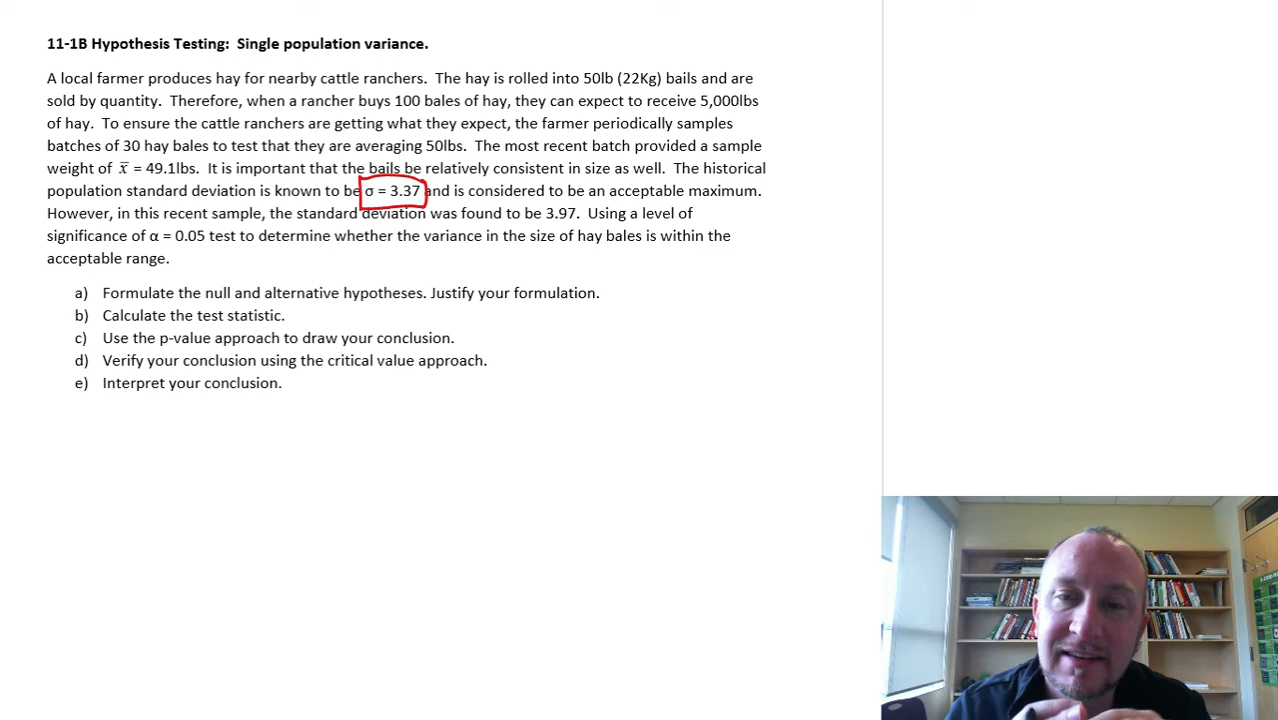 11-1B Hypothesis Testing:  Single population variance.
A local farmer produces hay for nearby cattle ranchers.  The hay is rolled into 50lb (22Kg) bails and are
sold by quantity.  Therefore, when a rancher buys 100 bales of hay, they can expect to receive 5,000lbs
of hay.  To ensure the cattle ranchers are getting what they expect, the farmer periodically samples
batches of 30 hay bales to test that they are averaging 50lbs.  The most recent batch provided a sample
weight of x̅ = 49.1lbs.  It is important that the bails be relatively consistent in size as well.  The historical
population standard deviation is known to be σ = 3.37 and is considered to be an acceptable maximum.
However, in this recent sample, the standard deviation was found to be 3.97.  Using a level of
significance of α = 0.05 test to determine whether the variance in the size of hay bales is within the
acceptable range.
a) Formulate the null and alternative hypotheses. Justify your formulation.
b) Calculate the test statistic.
c) Use the p-value approach to draw your conclusion.
d) Verify your conclusion using the critical value approach.
e) Interpret your conclusion.